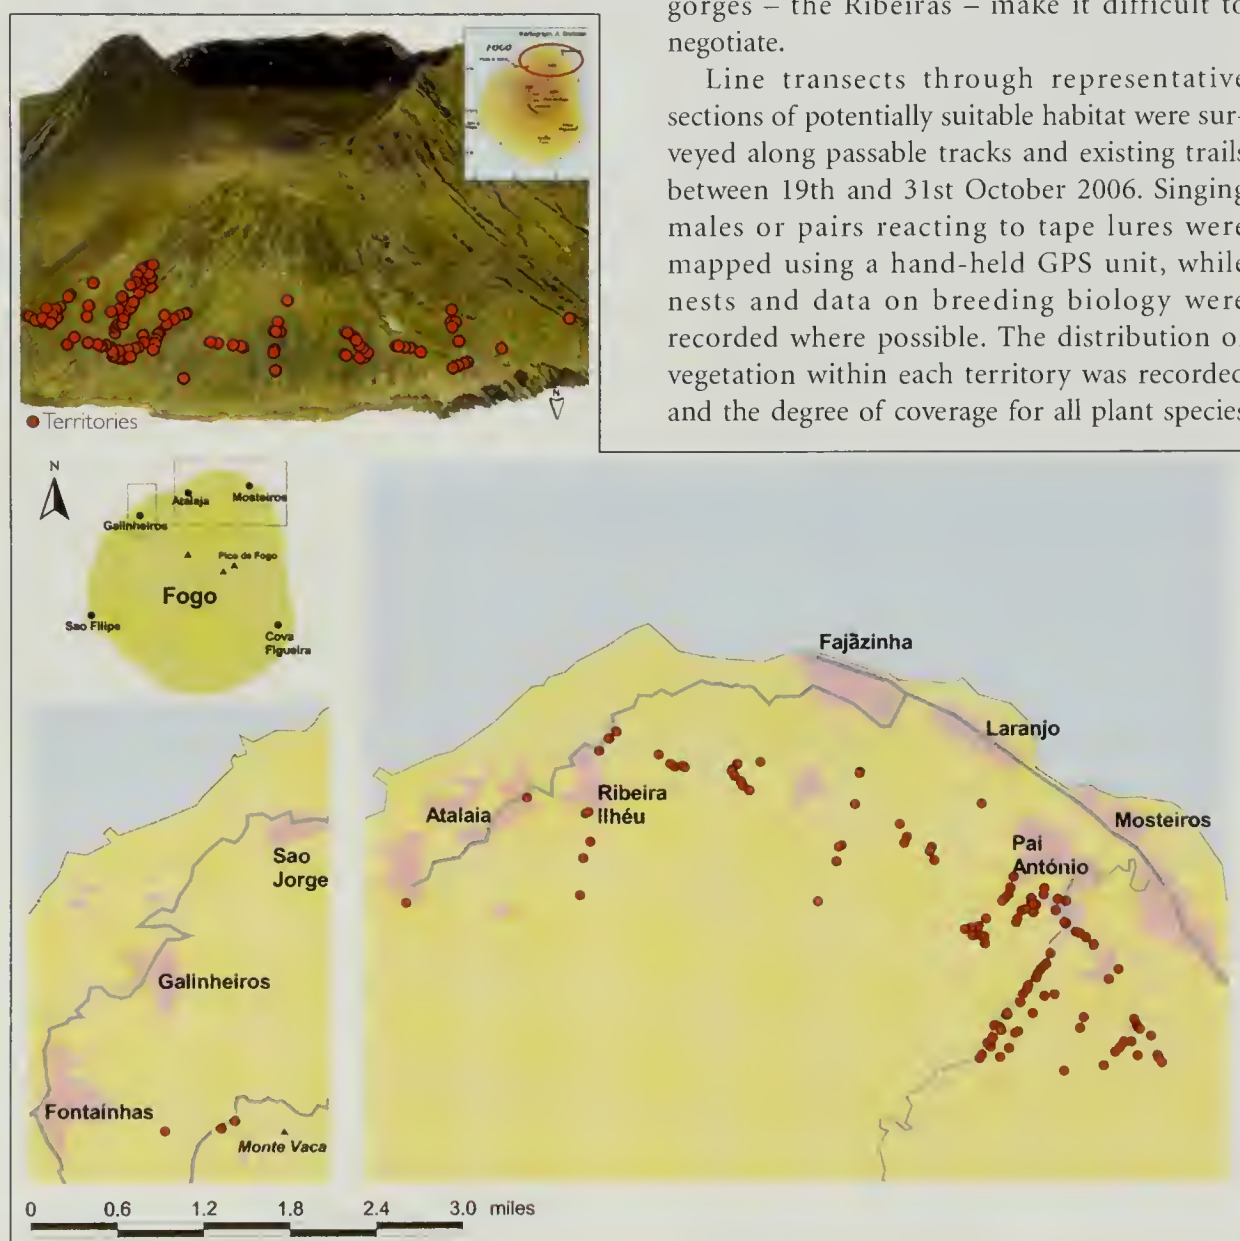 gorges – the Ribeiras – make it difficult to
negotiate.
Line transects through representative
sections of potentially suitable habitat were sur-
veyed along passable tracks and existing trails
between 19th and 31st October 2006. Singing
males or pairs reacting to tape lures were
mapped using a hand-held GPS unit, while
nests and data on breeding biology were
recorded where possible. The distribution of
vegetation within each territory was recorded
and the degree of coverage for all plant species
FOGO
N
Territories
N
Atalaja
Mosteiros
Galinheiros
Pico de Fogo
Fogo
Sao Filipe
Cova
Figueira
Fajãzinha
Laranjo
Ribeira
Ilhéu
Atalaia
Mosteiros
Pai
António
Sao
Jorge
Galinheiros
Fontaínhas
Monte Vaca
0 0.6 1.2 1.8 2.4 3.0 miles